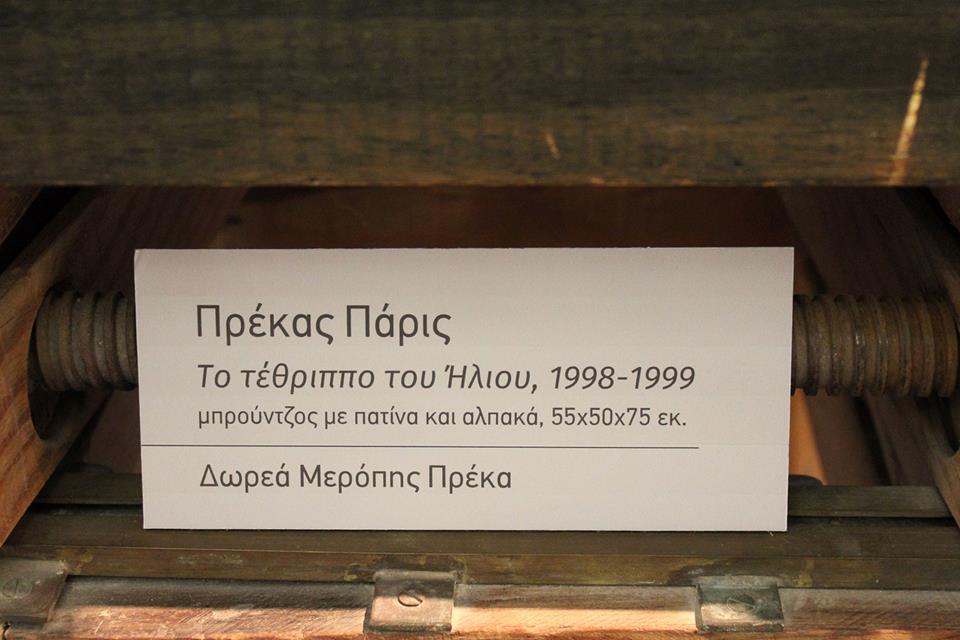 Πρέκας Πάρις
Το τέθριππο του Ήλιου, 1998-1999
μπρούντζος με πατίνα και αλπακά, 55x50x75 εκ.
Δωρεά Μερόπης Πρέκα